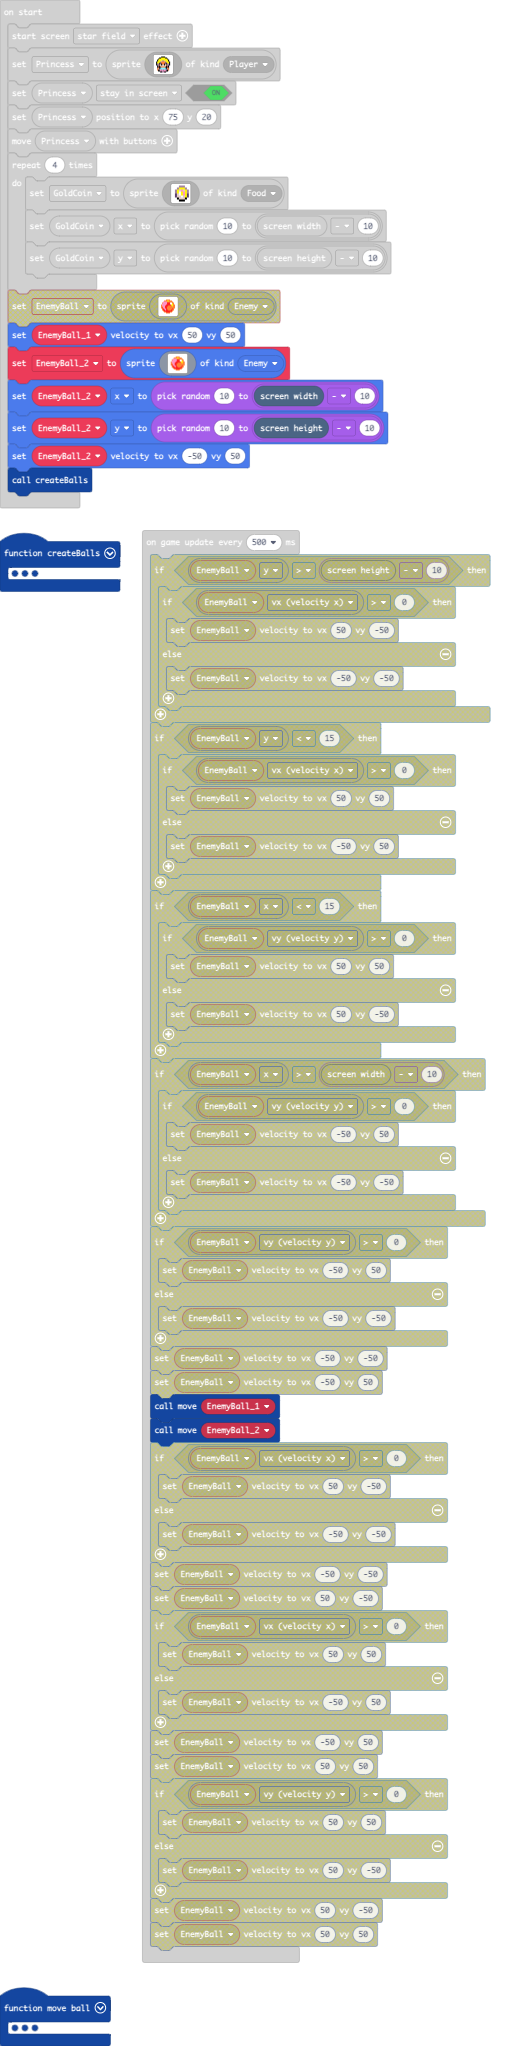 on start
start screen star field effect
set Princess to sprite of kind Player
set Princess stay in screen ON
set Princess position to x 75 y 20
move Princess with buttons
repeat 4 times
do
set GoldCoin to sprite of kind Food
set GoldCoin x to pick random 10 to screen width - 10
set GoldCoin y to pick random 10 to screen height - 10
set EnemyBall to sprite of kind Enemy
set EnemyBall_1 velocity to vx 50 vy 50
set EnemyBall_2 to sprite of kind Enemy
set EnemyBall_2 x to pick random 10 to screen width - 10
set EnemyBall_2 y to pick random 10 to screen height - 10
set EnemyBall_2 velocity to vx -50 vy 50
call createBalls
function createBalls
on game update every 500 ms
if EnemyBall y > screen height - 10 then
if EnemyBall vx (velocity x) > 0 then
set EnemyBall velocity to vx 50 vy -50
else
set EnemyBall velocity to vx -50 vy -50
if EnemyBall y < 15 then
if EnemyBall vx (velocity x) > 0 then
set EnemyBall velocity to vx 50 vy 50
else
set EnemyBall velocity to vx -50 vy 50
if EnemyBall x < 15 then
if EnemyBall vy (velocity y) > 0 then
set EnemyBall velocity to vx 50 vy 50
else
set EnemyBall velocity to vx 50 vy -50
if EnemyBall x > screen width - 10 then
if EnemyBall vy (velocity y) > 0 then
set EnemyBall velocity to vx -50 vy 50
else
set EnemyBall velocity to vx -50 vy -50
if EnemyBall vy (velocity y) > 0 then
set EnemyBall velocity to vx -50 vy 50
else
set EnemyBall velocity to vx -50 vy -50
set EnemyBall velocity to vx -50 vy -50
set EnemyBall velocity to vx -50 vy 50
call move EnemyBall_1
call move EnemyBall_2
if EnemyBall vx (velocity x) > 0 then
set EnemyBall velocity to vx 50 vy -50
else
set EnemyBall velocity to vx -50 vy -50
set EnemyBall velocity to vx -50 vy -50
set EnemyBall velocity to vx 50 vy -50
if EnemyBall vx (velocity x) > 0 then
set EnemyBall velocity to vx 50 vy 50
else
set EnemyBall velocity to vx -50 vy 50
set EnemyBall velocity to vx -50 vy 50
set EnemyBall velocity to vx 50 vy 50
if EnemyBall vy (velocity y) > 0 then
set EnemyBall velocity to vx 50 vy 50
else
set EnemyBall velocity to vx 50 vy -50
set EnemyBall velocity to vx 50 vy -50
set EnemyBall velocity to vx 50 vy 50
function move ball